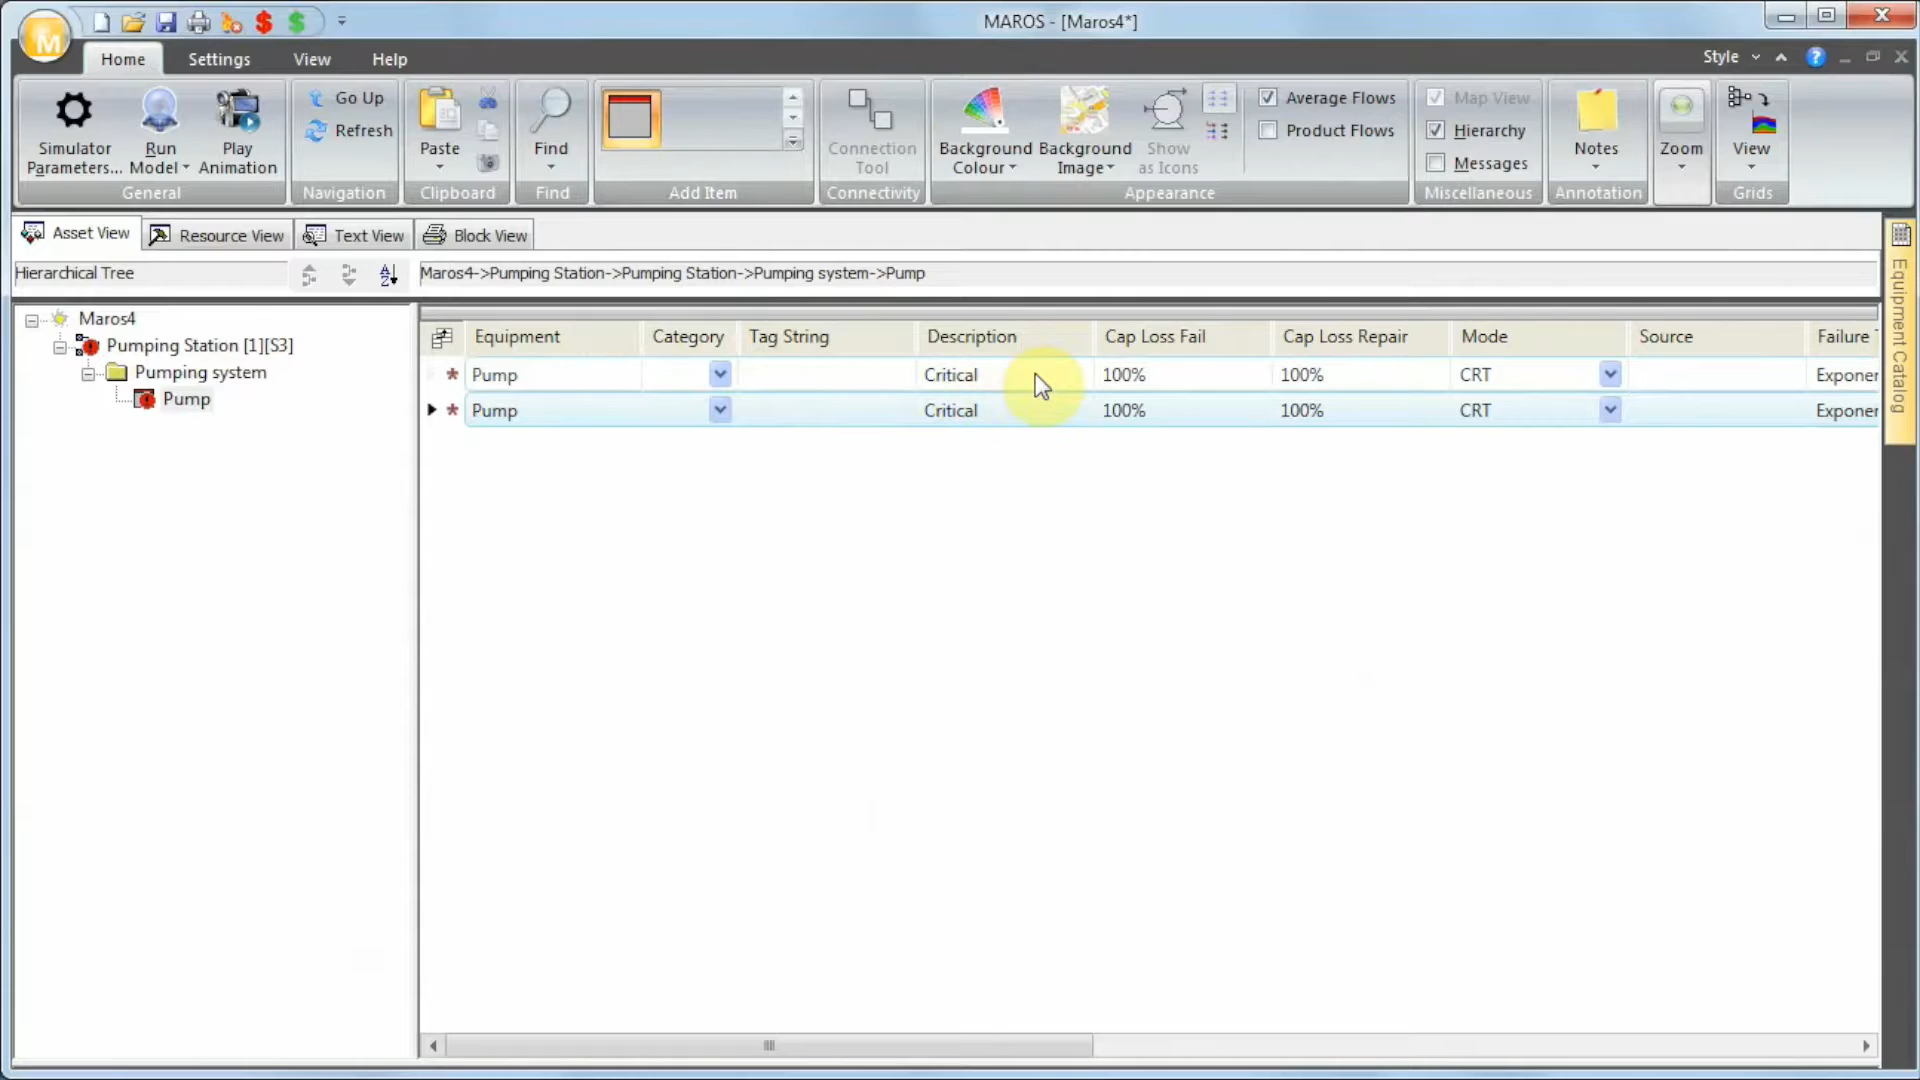 MAROS - [Maros4*]
M
Home Settings View Help Style
Simulator Parameters...
Run Model
Play Animation
General
Go Up
Refresh
Navigation
Paste
Clipboard
Find
Find
Add Item
Connection Tool
Connectivity
Background Colour
Background Image
Show as Icons
Average Flows
Product Flows
Appearance
Map View
Hierarchy
Messages
Miscellaneous
Notes
Annotation
Zoom
View
Grids
Asset View Resource View Text View Block View
Hierarchical Tree
Maros4->Pumping Station->Pumping Station->Pumping system->Pump
Maros4
Pumping Station [1][S3]
Pumping system
Pump
Equipment Category Tag String Description Cap Loss Fail Cap Loss Repair Mode Source Failure
Pump Critical 100% 100% CRT Exponer
Pump Critical 100% 100% CRT Exponer
Equipment Catalog